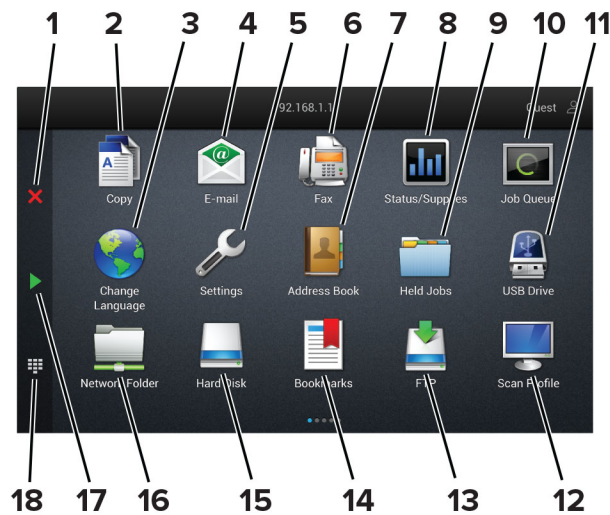 1 2 3 4 5 6 7 8 9 10 11
92.168.1.1
Guest
A
@
Copy E-mail Fax Status/Supplies Job Queue
Change
Language
Settings Address Book Held Jobs USB Drive
Network Folder Hard Disk Bookmarks FTP Scan Profile
18 17 16 15 14 13 12